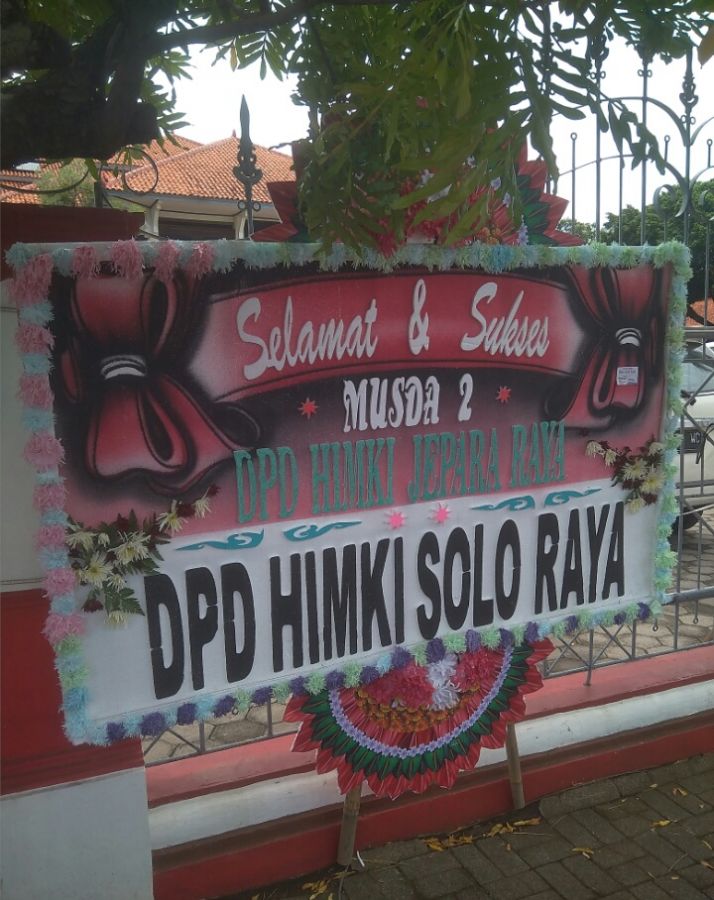 Selamat & Sukses
MUSDA 2
DPD HIMKI JEPARA RAYA
DPD HIMKI SOLO RAYA